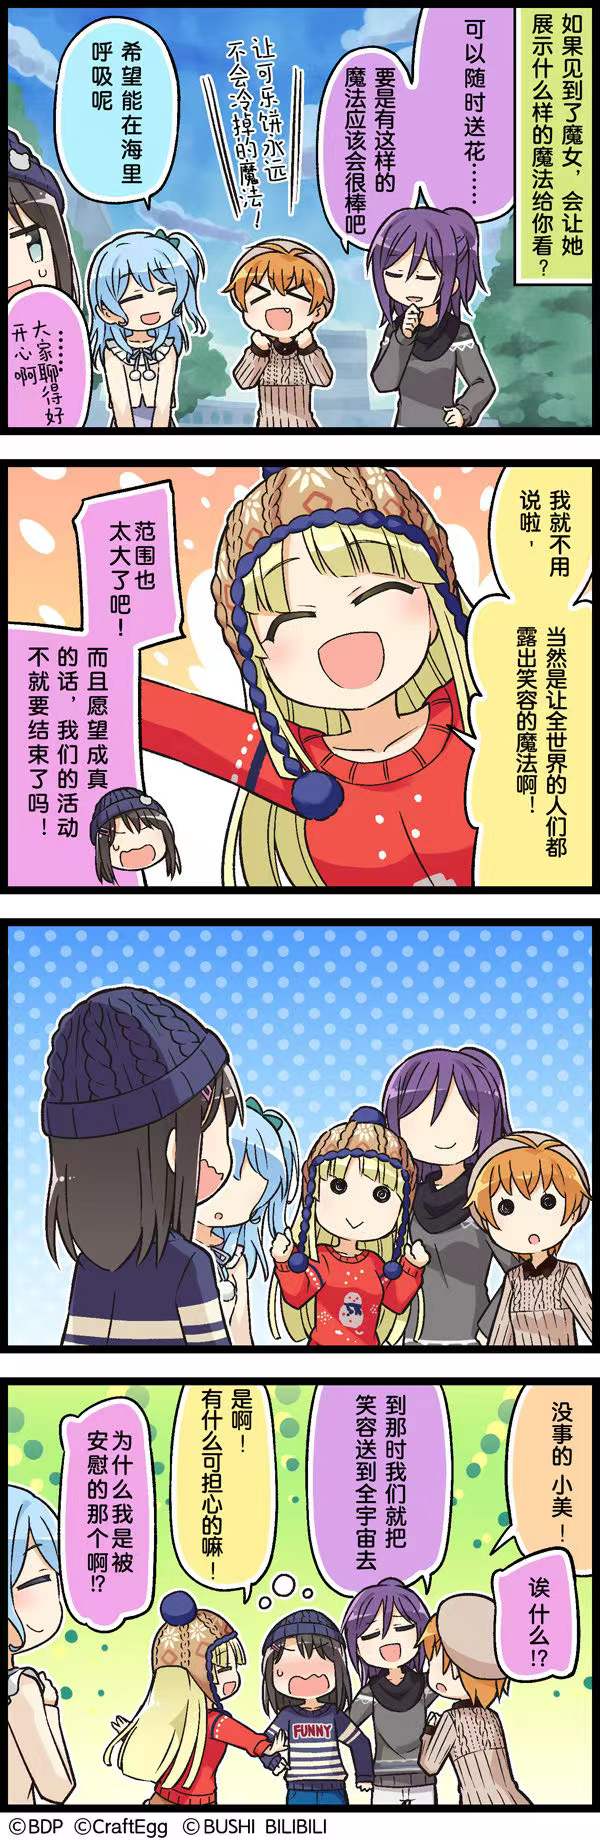 如果见到了魔女，会让她
展示什么样的魔法给你看？
可以随时送花……
要是有这样的
魔法应该会很棒吧
让可乐饼永远
不会冷掉的魔法！
希望能在海里
呼吸呢
……大家聊得好
开心啊
我就不用
说啦，
当然是让全世界的人们都
露出笑容的魔法啊！
范围也
太大了吧！
而且愿望成真
的话，我们的活动
不就要结束了吗！
没事的 小美！
诶什么!?
到那时我们就把
笑容送到全宇宙去
是啊！
有什么可担心的嘛！
为什么我是被
安慰的那个啊!?
FUNNY
©BDP ©CraftEgg ©BUSHI BILIBILI